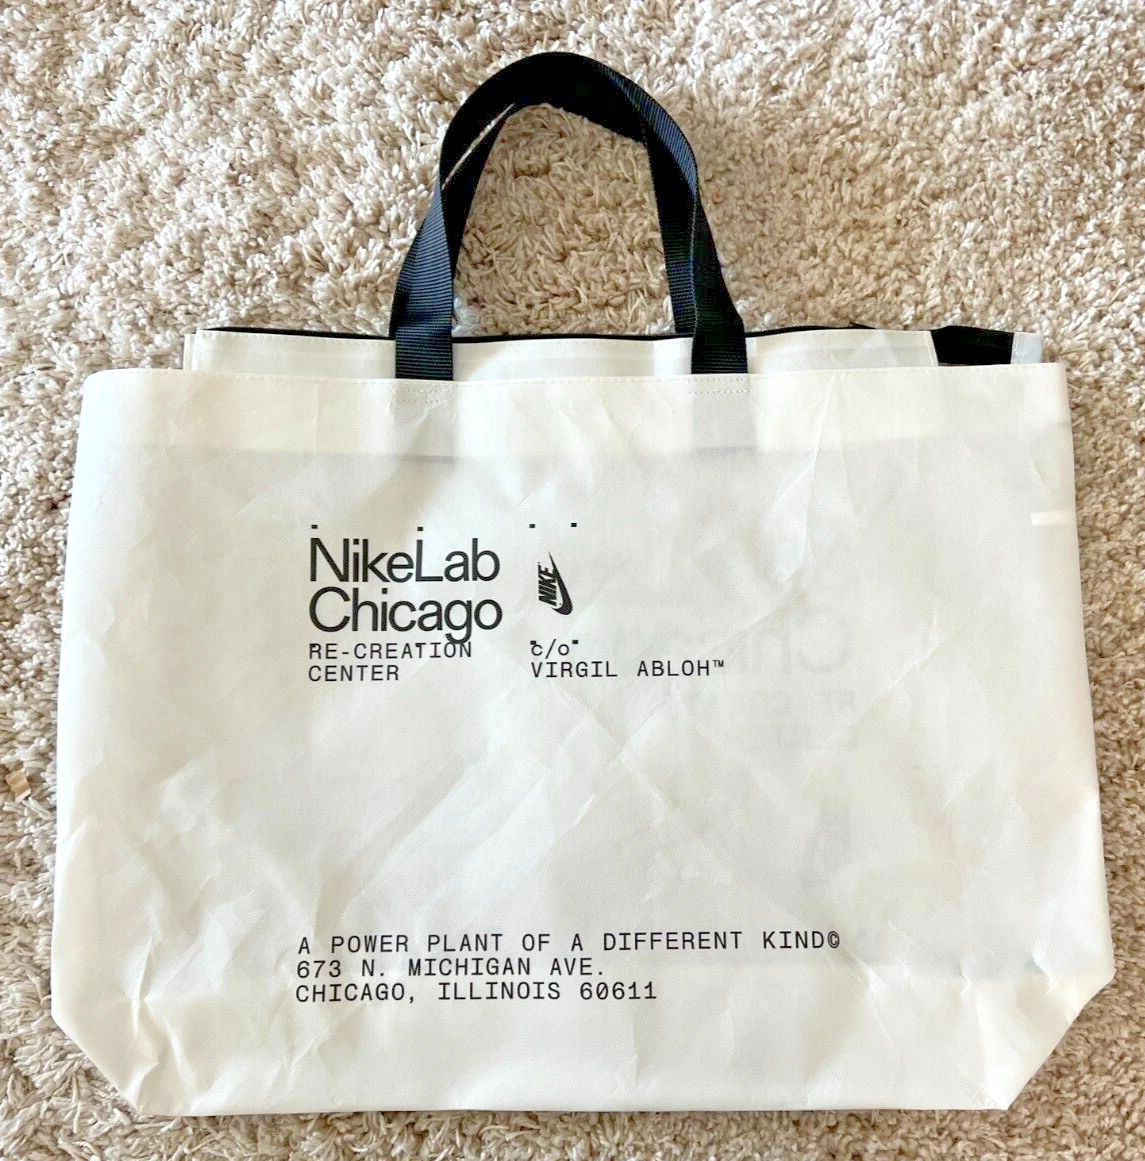 NikeLab
Chicago
RE-CREATION
CENTER
NIKE
"c/o"
VIRGIL ABLOH™
A POWER PLANT OF A DIFFERENT KIND©
673 N. MICHIGAN AVE.
CHICAGO, ILLINOIS 60611